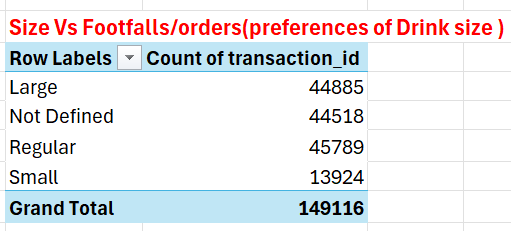 Size Vs Footfalls/orders(preferences of Drink size )
Row Labels Count of transaction_id
Large 44885
Not Defined 44518
Regular 45789
Small 13924
Grand Total 149116